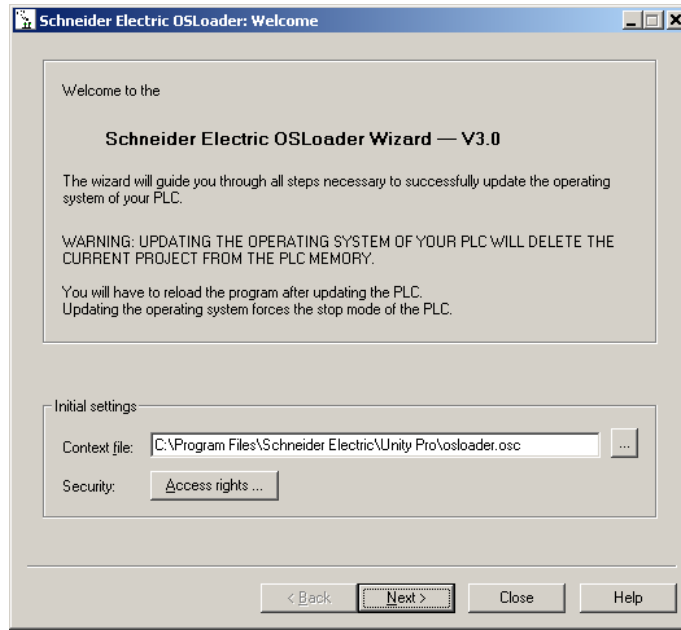 Schneider Electric OSLoader: Welcome
Welcome to the
Schneider Electric OSLoader Wizard — V3.0
The wizard will guide you through all steps necessary to successfully update the operating
system of your PLC.
WARNING: UPDATING THE OPERATING SYSTEM OF YOUR PLC WILL DELETE THE
CURRENT PROJECT FROM THE PLC MEMORY.
You will have to reload the program after updating the PLC.
Updating the operating system forces the stop mode of the PLC.
Initial settings
Context file: C:\Program Files\Schneider Electric\Unity Pro\osloader.osc ...
Security: Access rights ...
< Back Next > Close Help